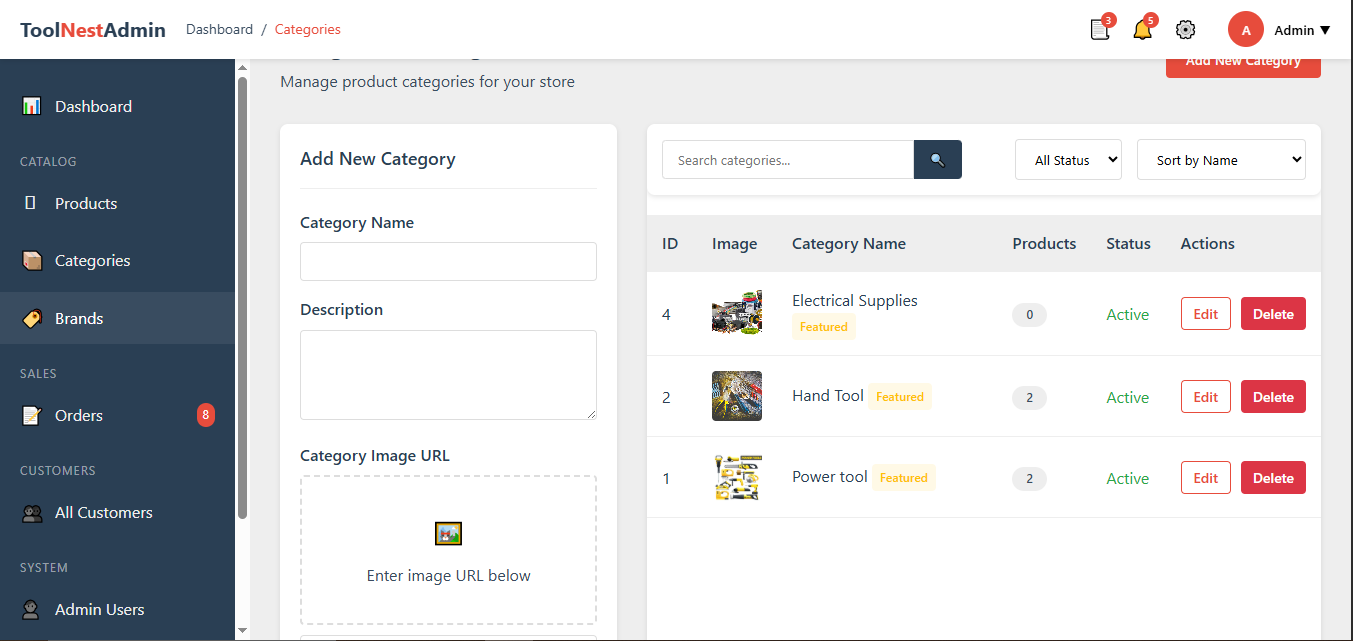 ToolNestAdmin
Dashboard / Categories
3
5
A
Admin ▼
Dashboard
CATALOG
Products
Categories
Brands
SALES
Orders
8
CUSTOMERS
All Customers
SYSTEM
Admin Users
Manage product categories for your store
Add New Category
Add New Category
Category Name
Description
Category Image URL
Enter image URL below
Search categories...
All Status
Sort by Name
ID Image Category Name Products Status Actions
4 Electrical Supplies Featured 0 Active Edit Delete
2 Hand Tool Featured 2 Active Edit Delete
1 Power tool Featured 2 Active Edit Delete